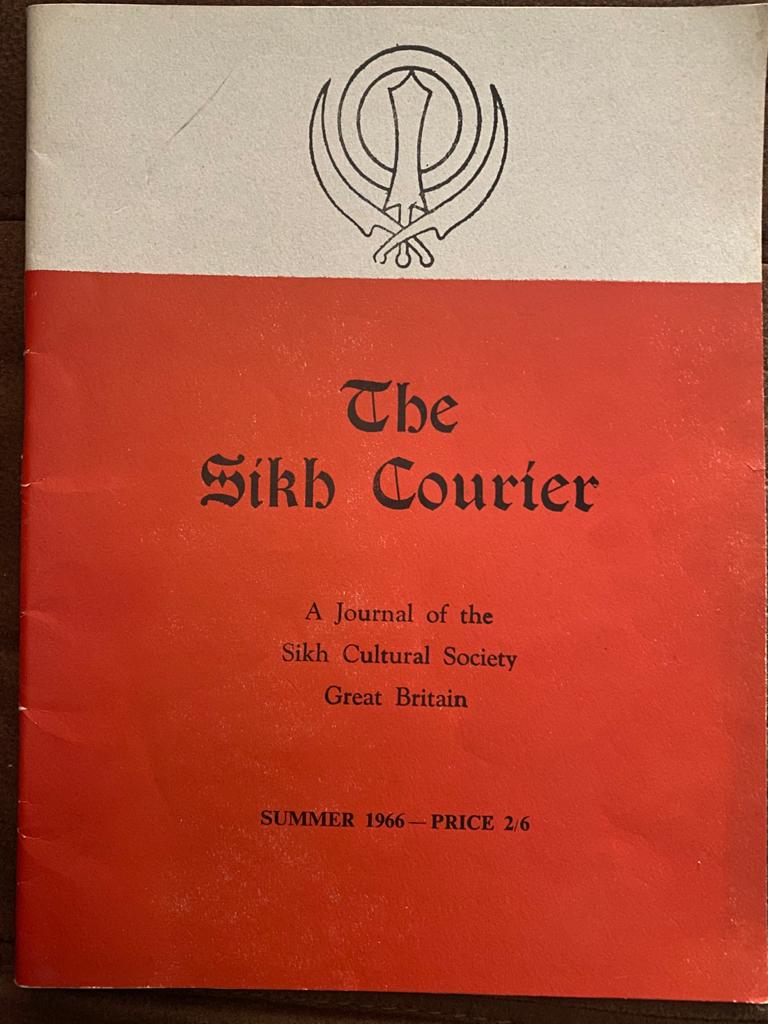 The
Sikh Courier
A Journal of the
Sikh Cultural Society
Great Britain
SUMMER 1966 — PRICE 2/6